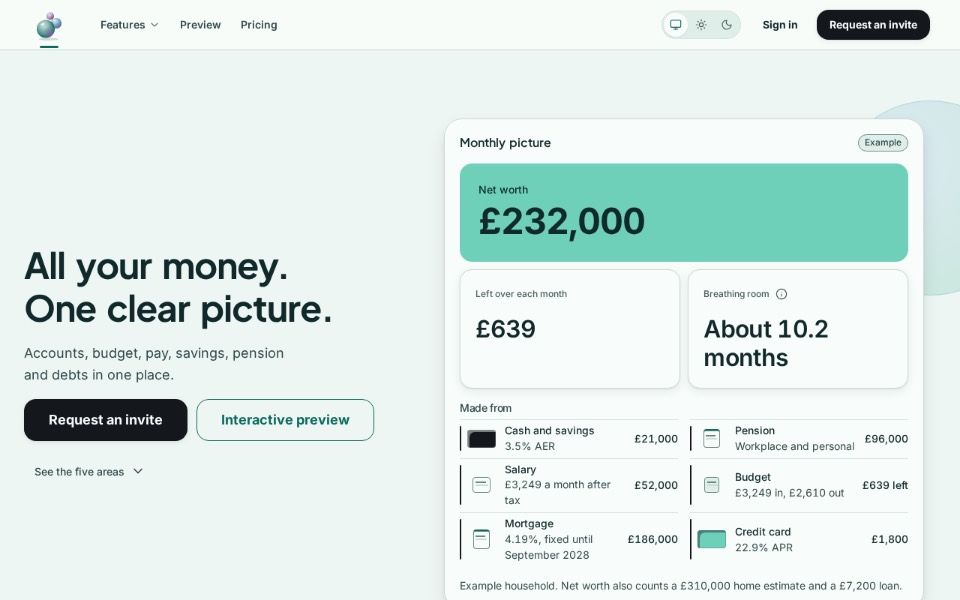 Features
Preview
Pricing
Sign in
Request an invite
All your money.
One clear picture.
Accounts, budget, pay, savings, pension
and debts in one place.
Request an invite
Interactive preview
See the five areas
Monthly picture
Example
Net worth
£232,000
Left over each month
£639
Breathing room
About 10.2
months
Made from
Cash and savings
3.5% AER
£21,000
Pension
Workplace and personal
£96,000
Salary
£3,249 a month after
tax
£52,000
Budget
£3,249 in, £2,610 out
£639 left
Mortgage
4.19%, fixed until
September 2028
£186,000
Credit card
22.9% APR
£1,800
Example household. Net worth also counts a £310,000 home estimate and a £7,200 loan.